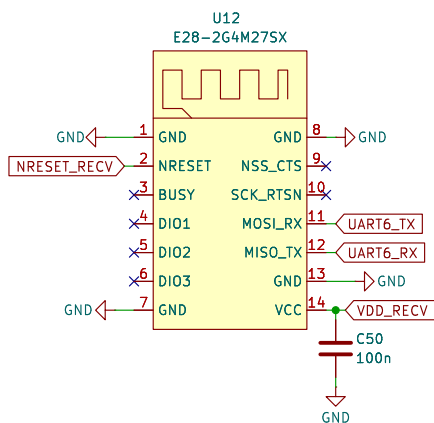 U12
E28-2G4M27SX
GND 1 GND GND 8 GND
NRESET_RECV 2 NRESET NSS_CTS 9
3 BUSY SCK_RTSN 10
4 DIO1 MOSI_RX 11 UART6_TX
5 DIO2 MISO_TX 12 UART6_RX
6 DIO3 GND 13 GND
GND 7 GND VCC 14 VDD_RECV
C50
100n
GND